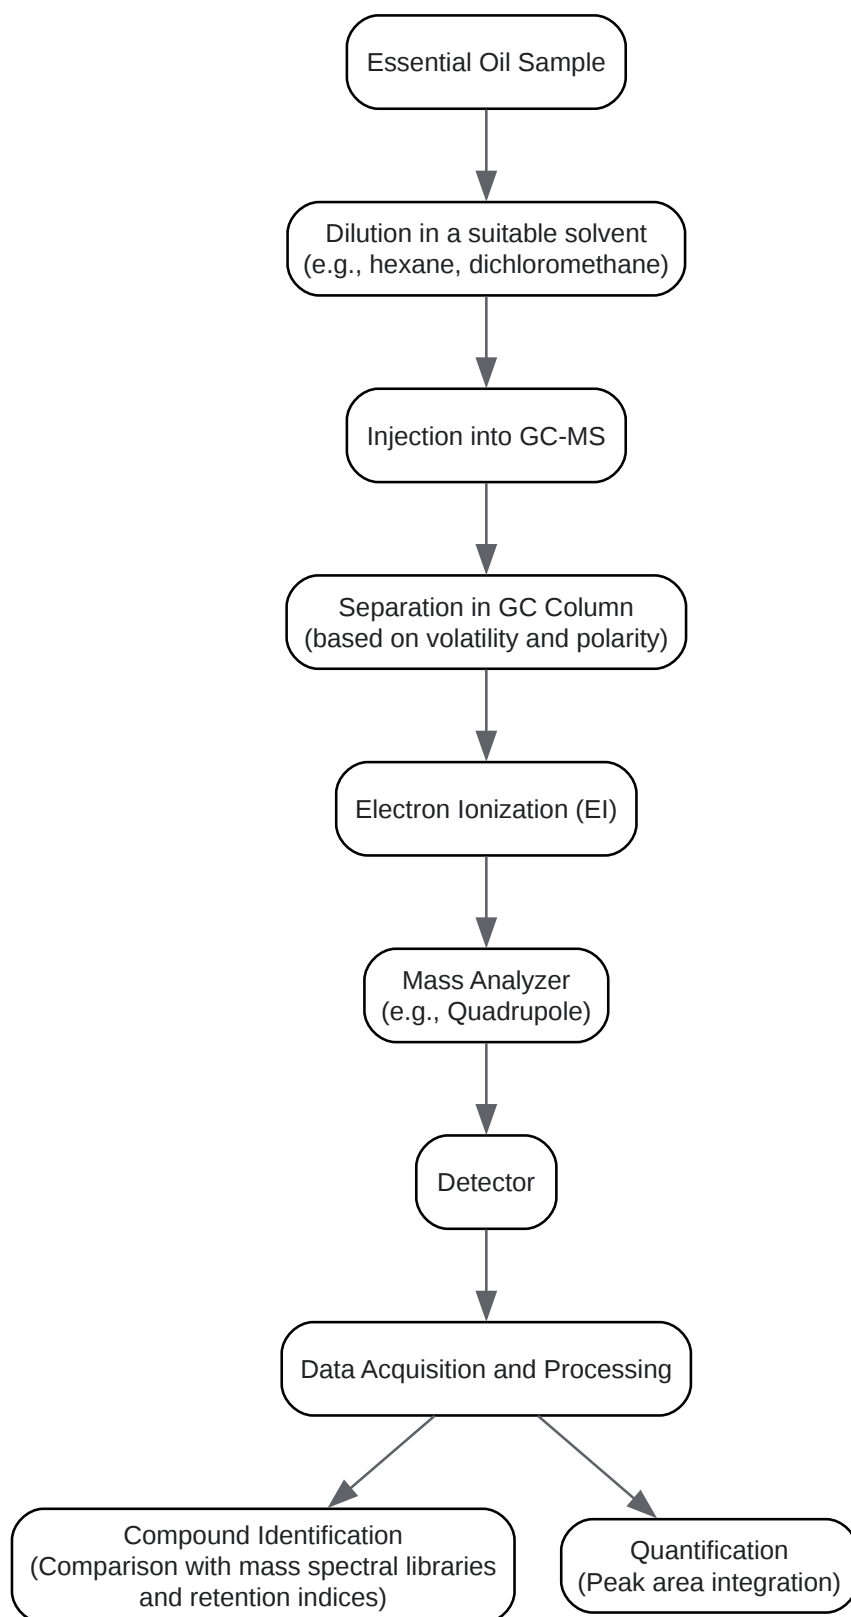 Essential Oil Sample
Dilution in a suitable solvent
(e.g., hexane, dichloromethane)
Injection into GC-MS
Separation in GC Column
(based on volatility and polarity)
Electron Ionization (EI)
Mass Analyzer
(e.g., Quadrupole)
Detector
Data Acquisition and Processing
Compound Identification
(Comparison with mass spectral libraries
and retention indices)
Quantification
(Peak area integration)